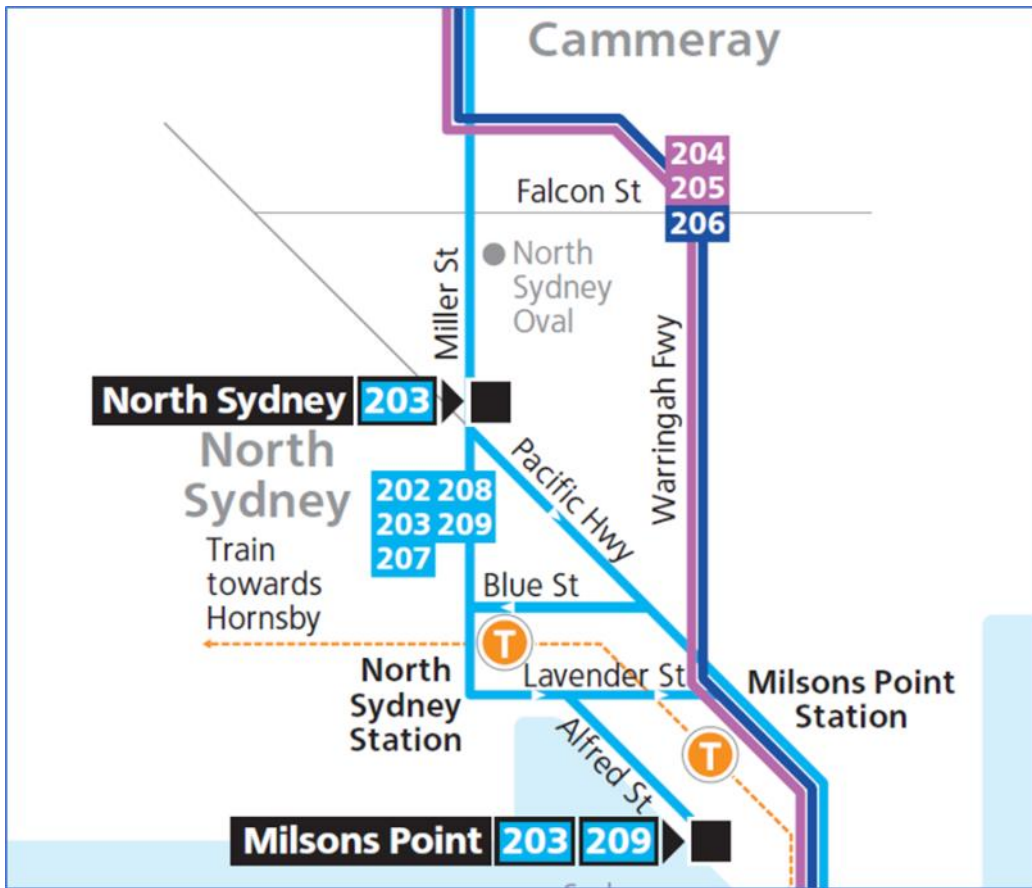 Cammeray
204
205
206
Falcon St
North
Sydney
Oval
Miller St
Warringah Fwy
North Sydney 203
North
Sydney
202 208
203 209
207
Pacific Hwy
Train
towards
Hornsby
Blue St
T
North
Sydney
Station
Lavender St
Milsons Point
Station
T
Alfred St
Milsons Point 203 209